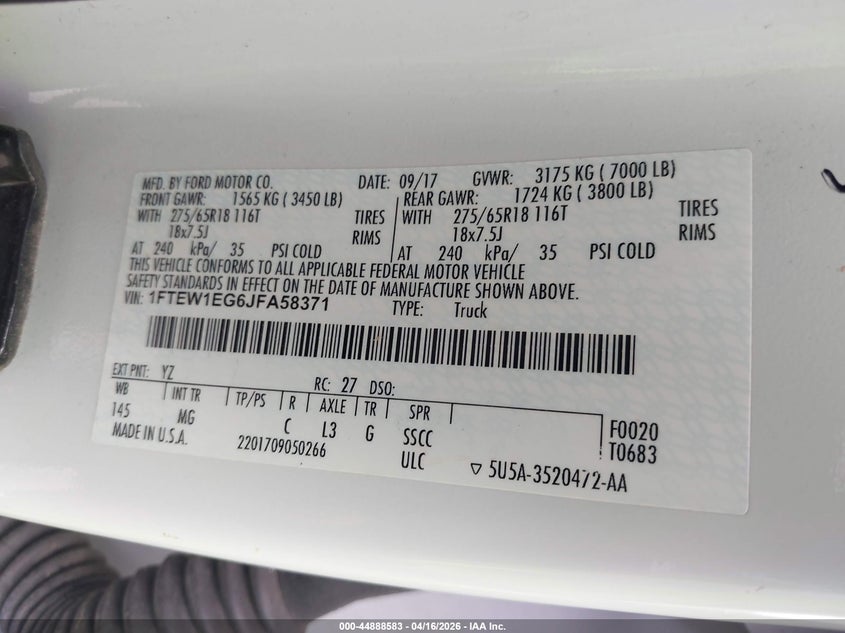 MFD. BY FORD MOTOR CO. DATE: 09/17 GVWR: 3175 KG ( 7000 LB)
FRONT GAWR: 1565 KG ( 3450 LB) REAR GAWR: 1724 KG ( 3800 LB)
WITH 275/65R18 116T TIRES WITH 275/65R18 116T TIRES
18x7.5J RIMS 18x7.5J RIMS
AT 240 kPa/ 35 PSI COLD AT 240 kPa/ 35 PSI COLD
THIS VEHICLE CONFORMS TO ALL APPLICABLE FEDERAL MOTOR VEHICLE
SAFETY STANDARDS IN EFFECT ON THE DATE OF MANUFACTURE SHOWN ABOVE.
VIN: 1FTEW1EG6JFA58371 TYPE: Truck
EXT PNT: YZ RC: 27 DSO:
WB INT TR TP/PS R AXLE TR SPR
145 MG C L3 G SSCC F0020
MADE IN U.S.A. 2201709050266 ULC T0683
▽ 5U5A-3520472-AA
000-44888583 - 04/16/2026 - IAA Inc.